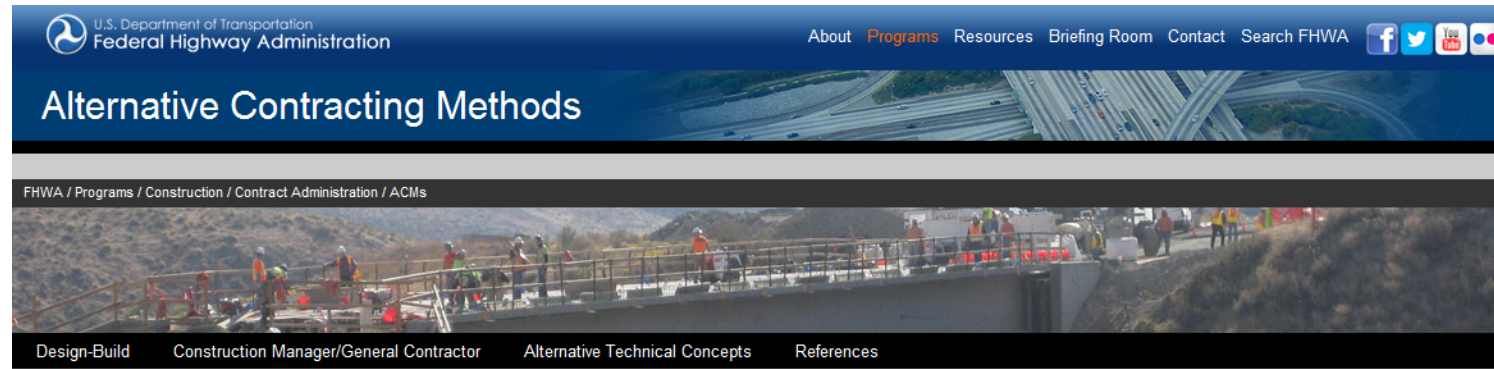 U.S. Department of Transportation
Federal Highway Administration
About Programs Resources Briefing Room Contact Search FHWA
You
Tube
Alternative Contracting Methods
FHWA / Programs / Construction / Contract Administration / ACMs
Design-Build Construction Manager/General Contractor Alternative Technical Concepts References